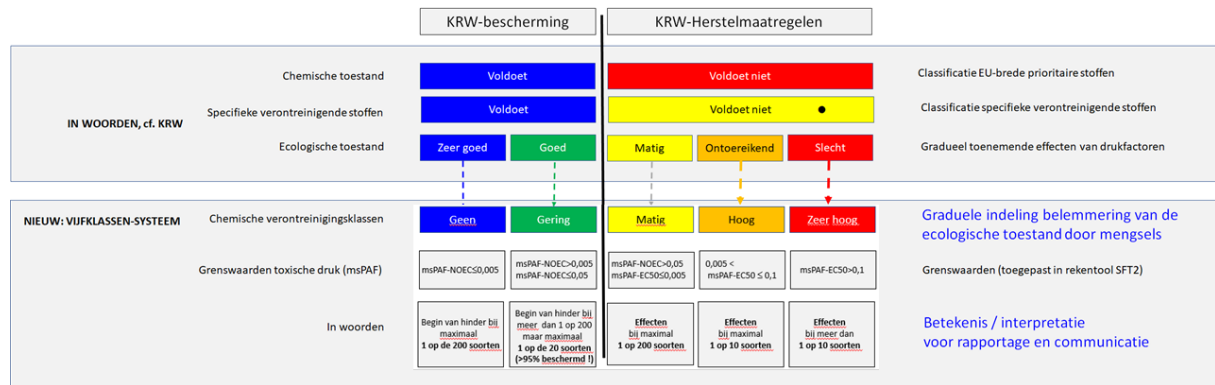 KRW-bescherming KRW-Herstelmaatregelen
Chemische toestand Voldoet Voldoet niet Classificatie EU-brede prioritaire stoffen
Specifieke verontreinigende stoffen Voldoet Voldoet niet Classificatie specifieke verontreinigende stoffen
IN WOORDEN, cf. KRW
Ecologische toestand Zeer goed Goed Matig Ontoereikend Slecht Gradueel toenemende effecten van drukfactoren
NIEUW: VIJFKLASSEN-SYSTEEM Chemische verontreinigingsklassen Geen Gering Matig Hoog Zeer hoog
Graduele indeling belemmering van de
ecologische toestand door mengsels
Grenswaarden toxische druk (msPAF)
msPAF-NOEC≤0,005
msPAF-NOEC>0,005
msPAF-NOEC≤0,05
msPAF-NOEC>0,05
msPAF-EC50≤0,005
0,005 <
msPAF-EC50 ≤ 0,1
msPAF-EC50>0,1
Grenswaarden (toegepast in rekentool SFT2)
In woorden
Begin van hinder bij
maximaal
1 op de 200 soorten
Begin van hinder bij
meer dan 1 op 200
maar maximaal
1 op de 20 soorten
(>95% beschermd !)
Effecten
bij maximal
1 op 200 soorten
Effecten
bij maximal
1 op 10 soorten
Effecten
bij meer dan
1 op 10 soorten
Betekenis / interpretatie
voor rapportage en communicatie